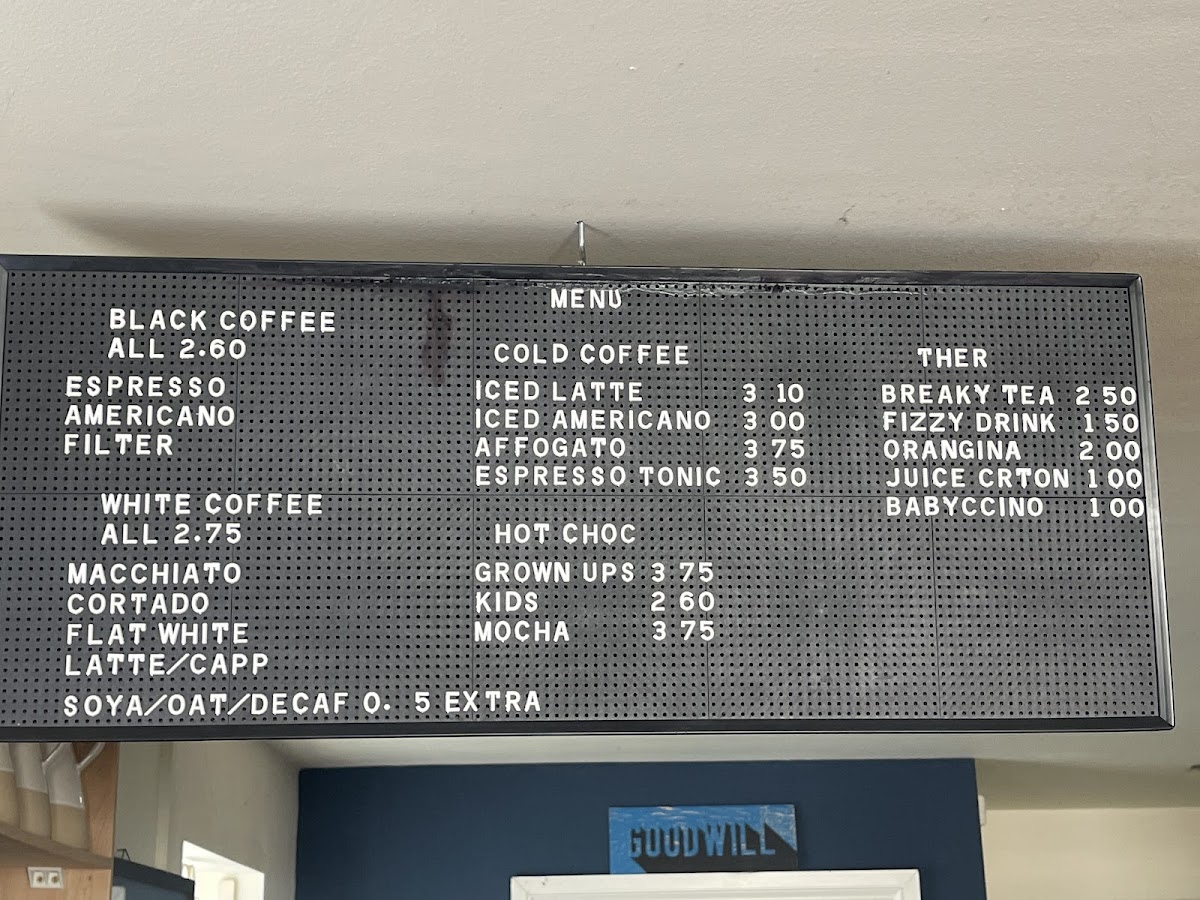 MENU
BLACK COFFEE
ALL 2.60
ESPRESSO
AMERICANO
FILTER
WHITE COFFEE
ALL 2.75
MACCHIATO
CORTADO
FLAT WHITE
LATTE/CAPP
SOYA/OAT/DECAF 0. 5 EXTRA
COLD COFFEE
ICED LATTE 3 10
ICED AMERICANO 3 00
AFFOGATO 3 75
ESPRESSO TONIC 3 50
HOT CHOC
GROWN UPS 3 75
KIDS 2 60
MOCHA 3 75
THER
BREAKY TEA 2 50
FIZZY DRINK 1 50
ORANGINA 2 00
JUICE CRTON 1 00
BABYCCINO 1 00
GOODWILL